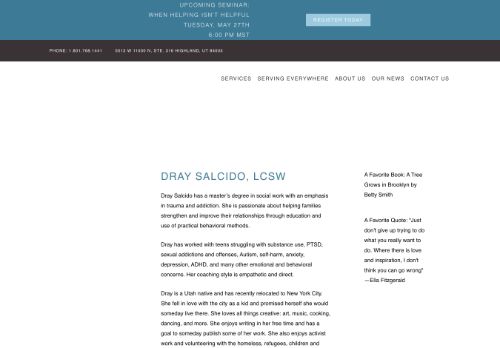 UPCOMING SEMINAR:
WHEN HELPING ISN'T HELPFUL
TUESDAY, MAY 27TH
6:00 PM MST
REGISTER TODAY
PHONE: 1.801.768.1441 5513 W 11000 N, STE. 216 HIGHLAND, UT 84003
SERVICES SERVING EVERYWHERE ABOUT US OUR NEWS CONTACT US
DRAY SALCIDO, LCSW
Dray Salcido has a master's degree in social work with an emphasis
in trauma and addiction. She is passionate about helping families
strengthen and improve their relationships through education and
use of practical behavioral methods.
Dray has worked with teens struggling with substance use, PTSD,
sexual addictions and offenses, Autism, self-harm, anxiety,
depression, ADHD, and many other emotional and behavioral
concerns. Her coaching style is empathetic and direct.
Dray is a Utah native and has recently relocated to New York City.
She fell in love with the city as a kid and promised herself she would
someday live there. She loves all things creative: art, music, cooking,
dancing, and more. She enjoys writing in her free time and has a
goal to someday publish some of her work. She also enjoys activist
work and volunteering with the homeless, refugees, children and
A Favorite Book: A Tree
Grows in Brooklyn by
Betty Smith
A Favorite Quote: "Just
don't give up trying to do
what you really want to
do. Where there is love
and inspiration, I don't
think you can go wrong"
—Ella Fitzgerald